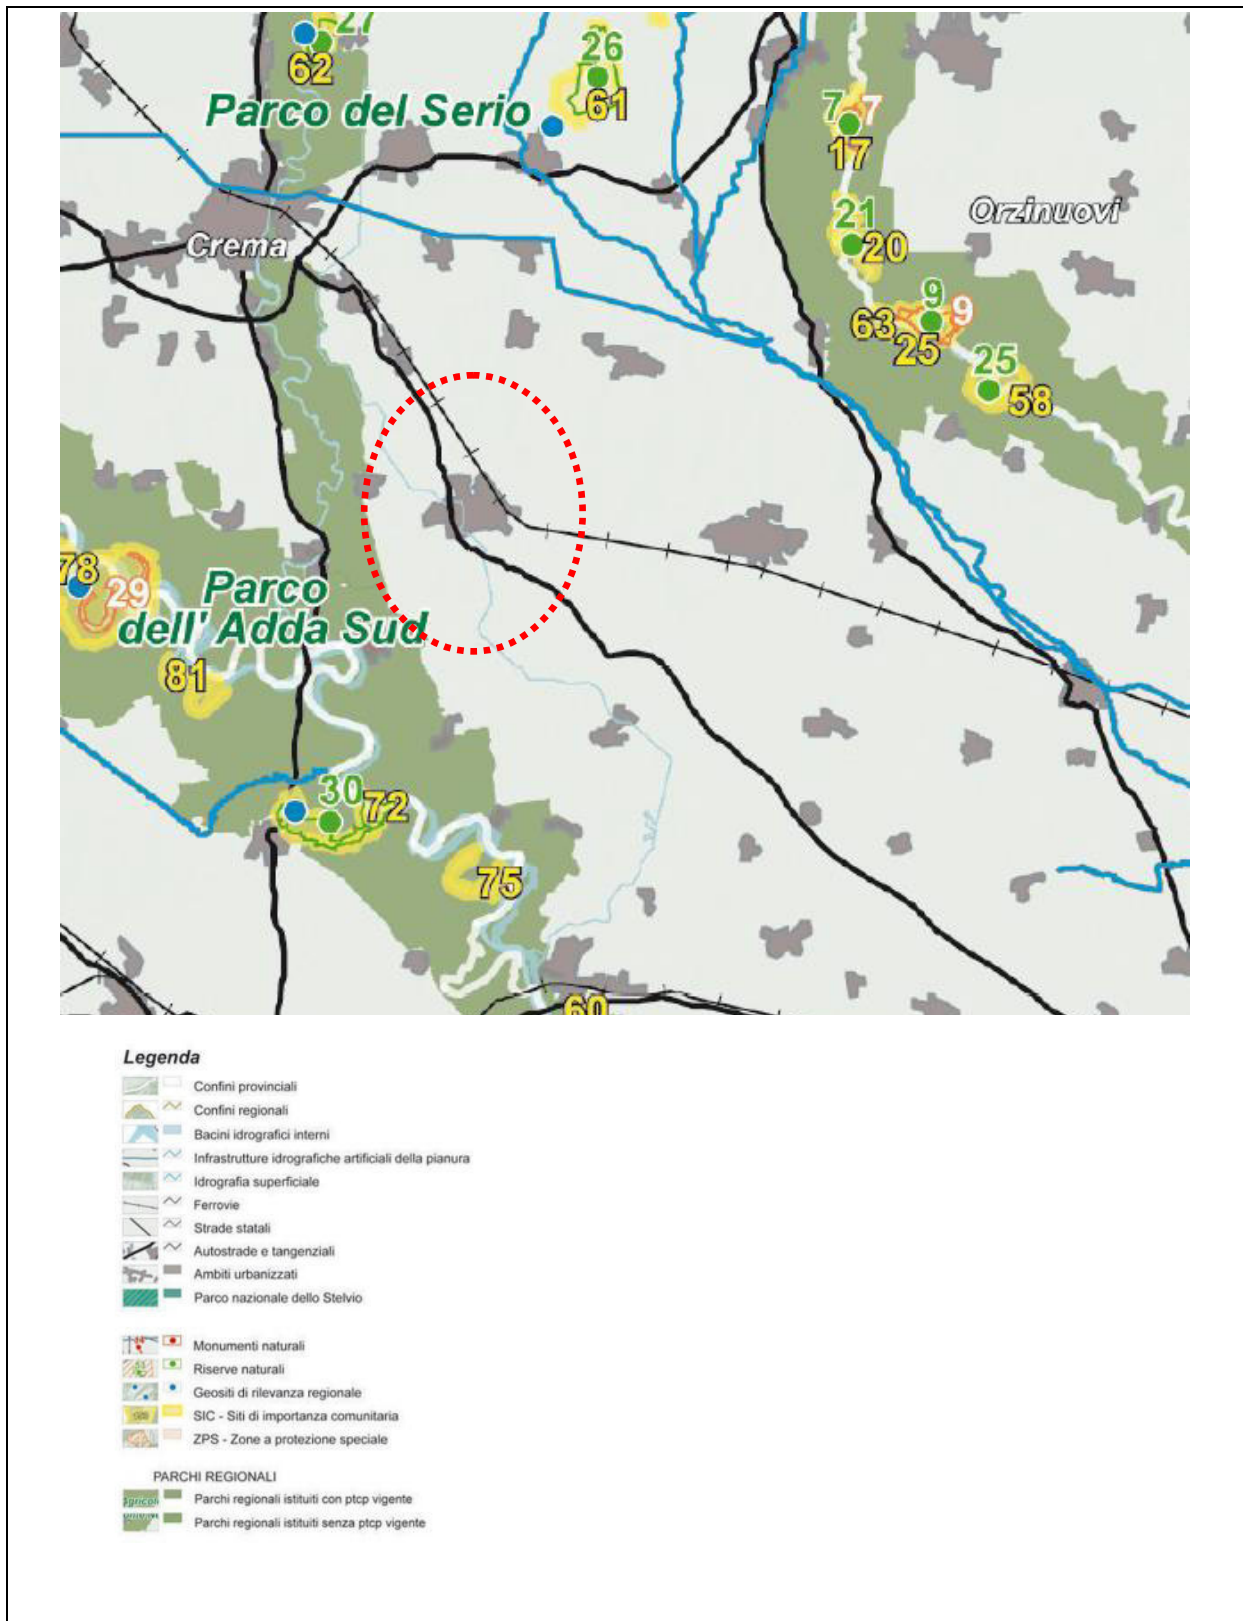 27
62
26
61
Parco del Serio
7 7
17
Orzinuovi
21
20
Crema
9 9
63
25
25
58
78
29
Parco
dell' Adda Sud
81
30
72
75
60
Legenda
Confini provinciali
Confini regionali
Bacini idrografici interni
Infrastrutture idrografiche artificiali della pianura
Idrografia superficiale
Ferrovie
Strade statali
Autostrade e tangenziali
Ambiti urbanizzati
Parco nazionale dello Stelvio
Monumenti naturali
Riserve naturali
Geositi di rilevanza regionale
SIC - Siti di importanza comunitaria
ZPS - Zone a protezione speciale
PARCHI REGIONALI
Parchi regionali istituiti con ptcp vigente
Parchi regionali istituiti senza ptcp vigente